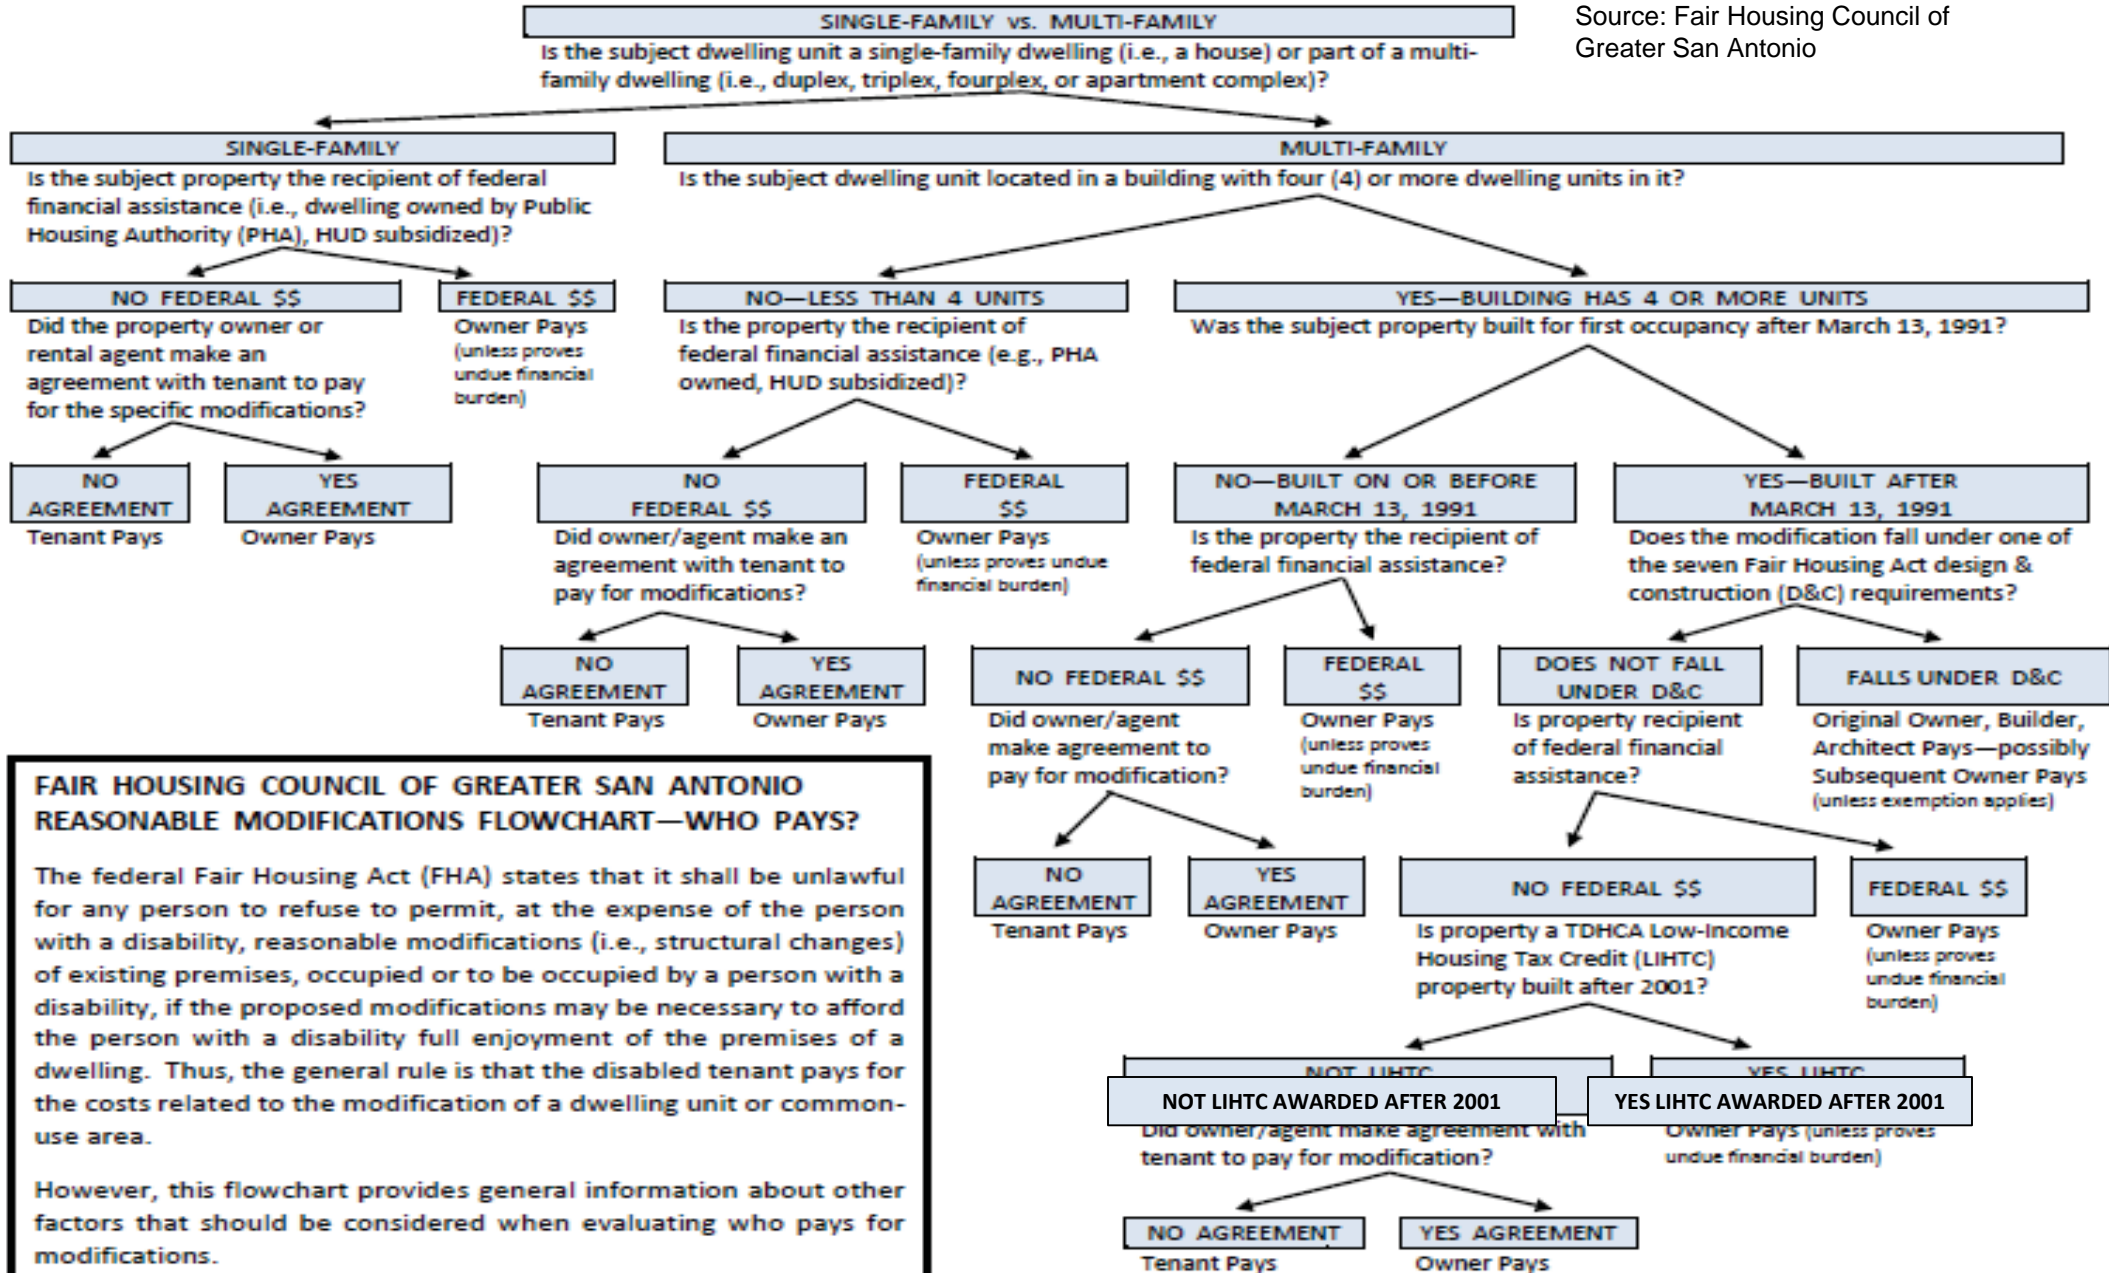 SINGLE-FAMILY vs. MULTI-FAMILY
Is the subject dwelling unit a single-family dwelling (i.e., a house) or part of a multi-
family dwelling (i.e., duplex, triplex, fourplex, or apartment complex)?
Source: Fair Housing Council of
Greater San Antonio
SINGLE-FAMILY
Is the subject property the recipient of federal
financial assistance (i.e., dwelling owned by Public
Housing Authority (PHA), HUD subsidized)?
MULTI-FAMILY
Is the subject dwelling unit located in a building with four (4) or more dwelling units in it?
NO FEDERAL $$
Did the property owner or
rental agent make an
agreement with tenant to pay
for the specific modifications?
FEDERAL $$
Owner Pays
(unless proves
undue financial
burden)
NO—LESS THAN 4 UNITS
Is the property the recipient of
federal financial assistance (e.g., PHA
owned, HUD subsidized)?
YES—BUILDING HAS 4 OR MORE UNITS
Was the subject property built for first occupancy after March 13, 1991?
NO
AGREEMENT
Tenant Pays
YES
AGREEMENT
Owner Pays
NO
FEDERAL $$
Did owner/agent make an
agreement with tenant to
pay for modifications?
FEDERAL
$$
Owner Pays
(unless proves undue
financial burden)
NO—BUILT ON OR BEFORE
MARCH 13, 1991
Is the property the recipient of
federal financial assistance?
YES—BUILT AFTER
MARCH 13, 1991
Does the modification fall under one of
the seven Fair Housing Act design &
construction (D&C) requirements?
NO
AGREEMENT
Tenant Pays
YES
AGREEMENT
Owner Pays
NO FEDERAL $$
Did owner/agent
make agreement to
pay for modification?
FEDERAL
$$
Owner Pays
(unless proves
undue financial
burden)
DOES NOT FALL
UNDER D&C
Is property recipient
of federal financial
assistance?
FALLS UNDER D&C
Original Owner, Builder,
Architect Pays—possibly
Subsequent Owner Pays
(unless exemption applies)
NO
AGREEMENT
Tenant Pays
YES
AGREEMENT
Owner Pays
NO FEDERAL $$
Is property a TDHCA Low-Income
Housing Tax Credit (LIHTC)
property built after 2001?
FEDERAL $$
Owner Pays
(unless proves
undue financial
burden)
NOT LIHTC
NOT LIHTC AWARDED AFTER 2001
Did owner/agent make agreement with
tenant to pay for modification?
YES LIHTC
YES LIHTC AWARDED AFTER 2001
Owner Pays (unless proves
undue financial burden)
NO AGREEMENT
Tenant Pays
YES AGREEMENT
Owner Pays
FAIR HOUSING COUNCIL OF GREATER SAN ANTONIO
REASONABLE MODIFICATIONS FLOWCHART—WHO PAYS?
The federal Fair Housing Act (FHA) states that it shall be unlawful
for any person to refuse to permit, at the expense of the person
with a disability, reasonable modifications (i.e., structural changes)
of existing premises, occupied or to be occupied by a person with a
disability, if the proposed modifications may be necessary to afford
the person with a disability full enjoyment of the premises of a
dwelling. Thus, the general rule is that the disabled tenant pays for
the costs related to the modification of a dwelling unit or common-
use area.
However, this flowchart provides general information about other
factors that should be considered when evaluating who pays for
modifications.